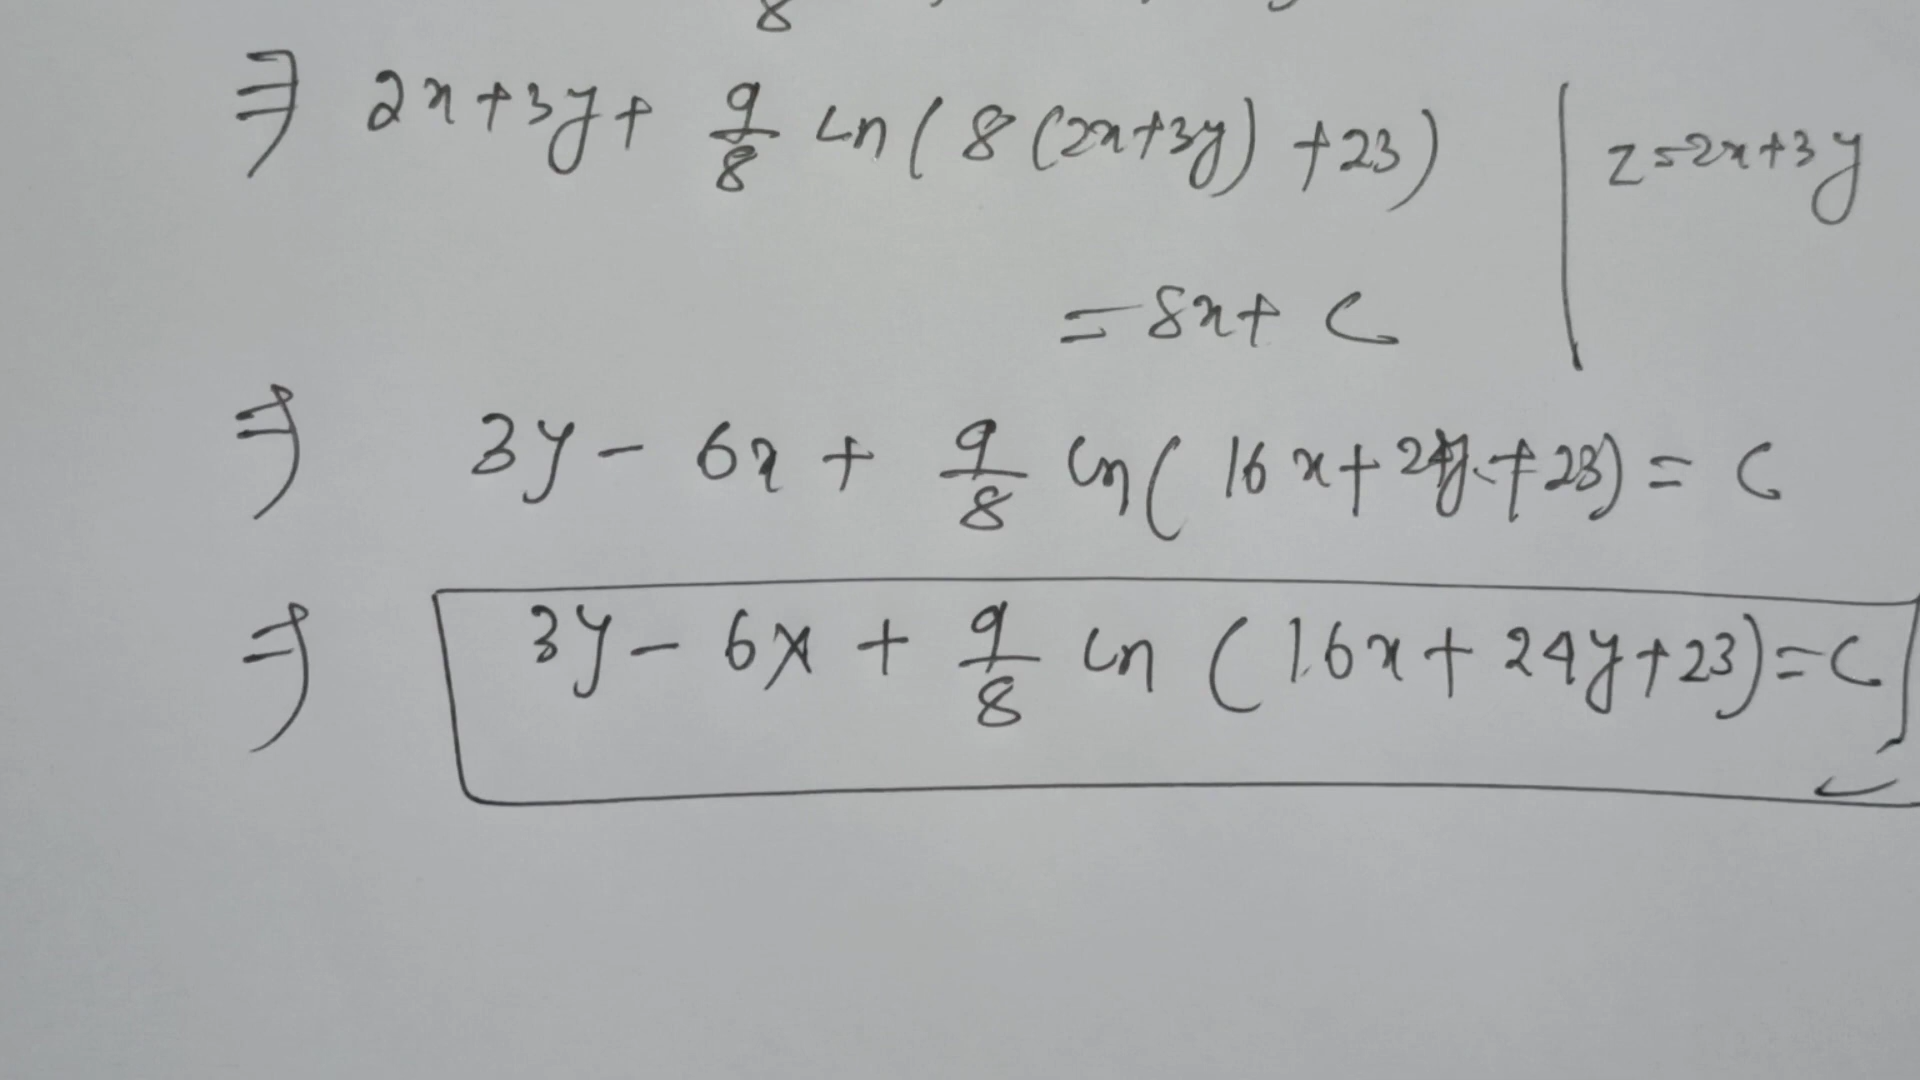 8
⇒ 2x+3y+ 9/8 Ln(8(2x+3y)+23) | z=2x+3y
=8x+C
⇒ 3y-6x+ 9/8 Ln(16x+24y+23)=C
⇒ 3y-6x+ 9/8 Ln(16x+24y+23)=C